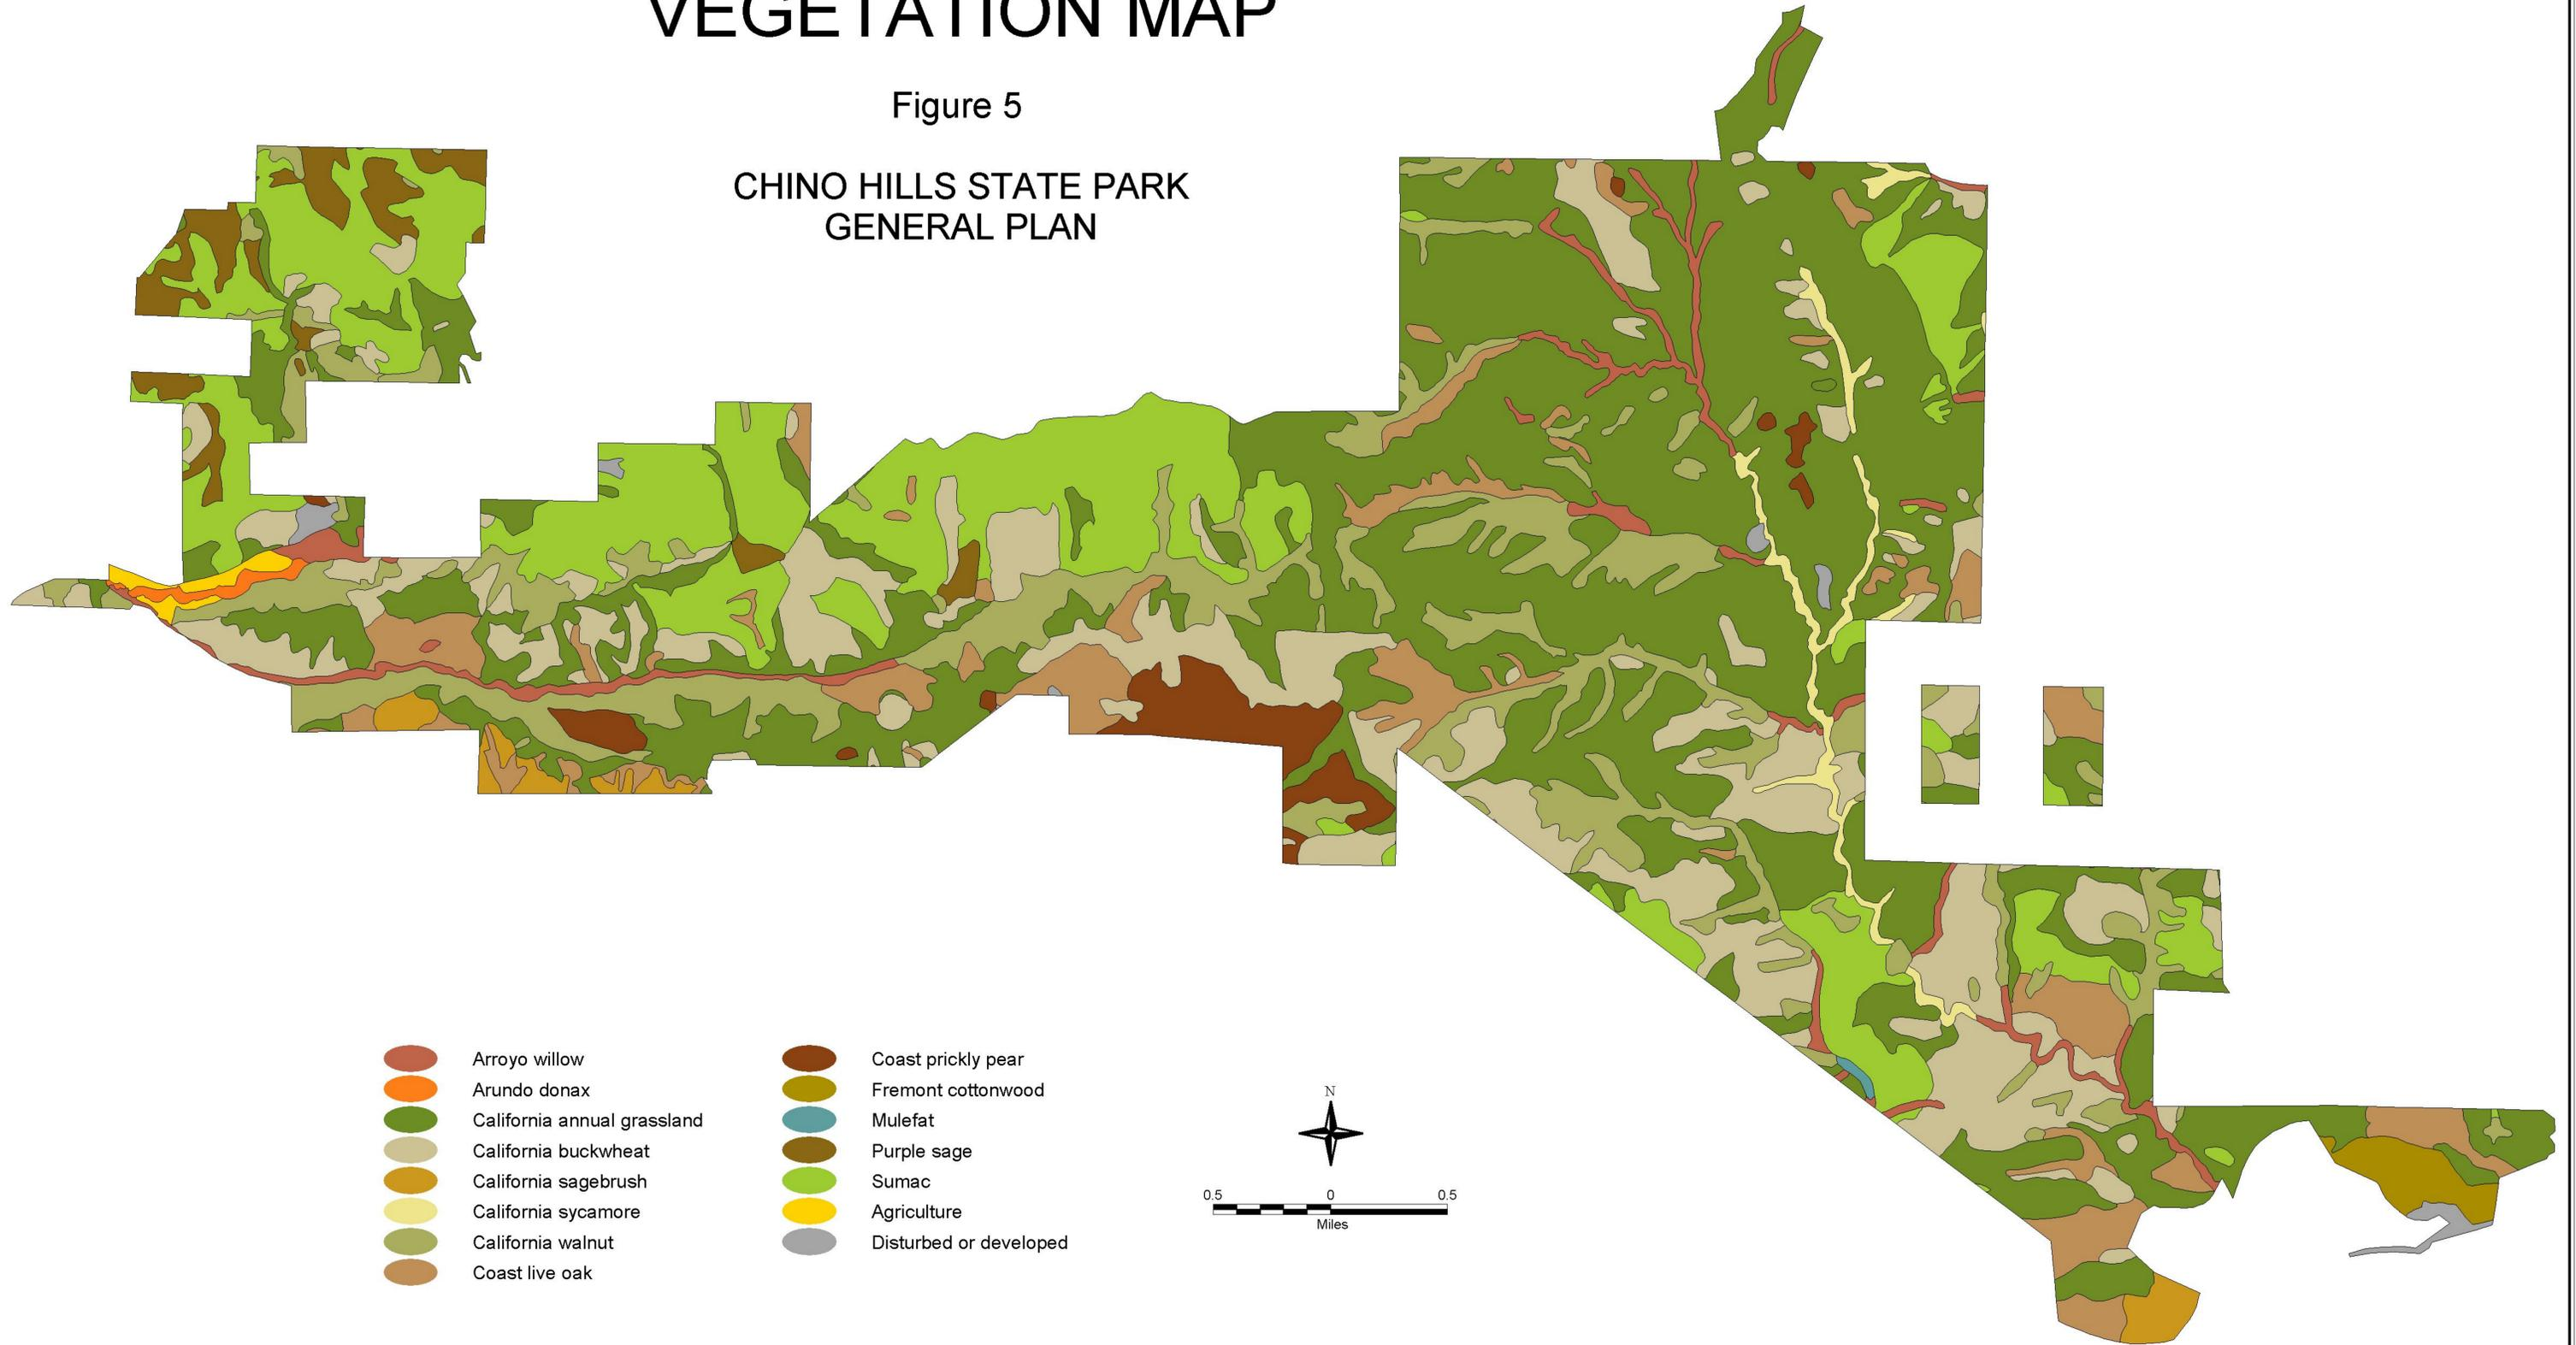 VEGETATION MAP
Figure 5
CHINO HILLS STATE PARK
GENERAL PLAN
Arroyo willow
Arundo donax
California annual grassland
California buckwheat
California sagebrush
California sycamore
California walnut
Coast live oak
Coast prickly pear
Fremont cottonwood
Mulefat
Purple sage
Sumac
Agriculture
Disturbed or developed
N
0.5 0 0.5
Miles